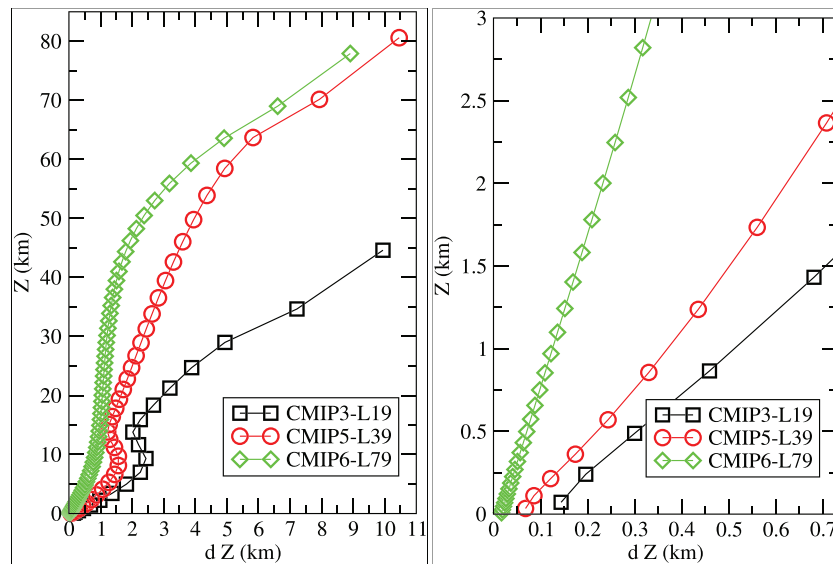 80
70
60
50
40
30
20
10
0
Z (km)
0 1 2 3 4 5 6 7 8 9 10 11
d Z (km)
CMIP3-L19
CMIP5-L39
CMIP6-L79
3
2.5
2
1.5
1
0.5
0
Z (km)
0 0.1 0.2 0.3 0.4 0.5 0.6 0.7
d Z (km)
CMIP3-L19
CMIP5-L39
CMIP6-L79